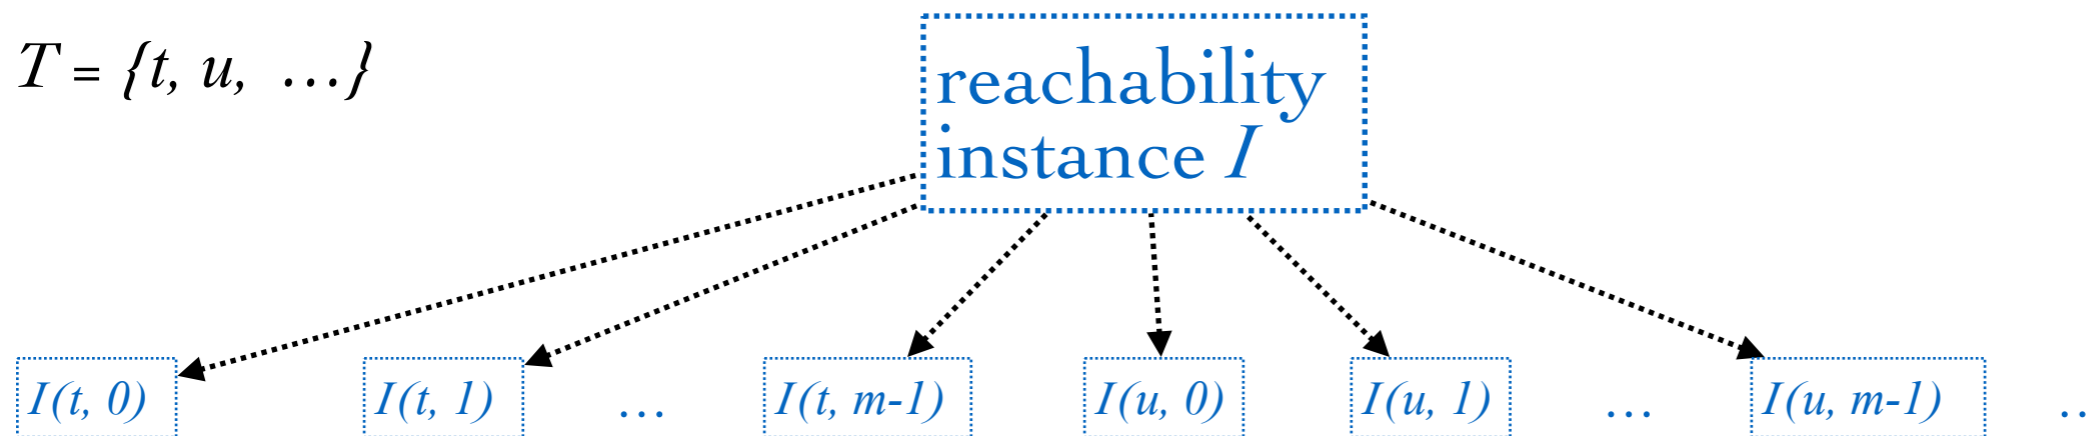 T = {t, u, …}
reachability
instance I
I(t, 0) I(t, 1) … I(t, m-1) I(u, 0) I(u, 1) … I(u, m-1) ..